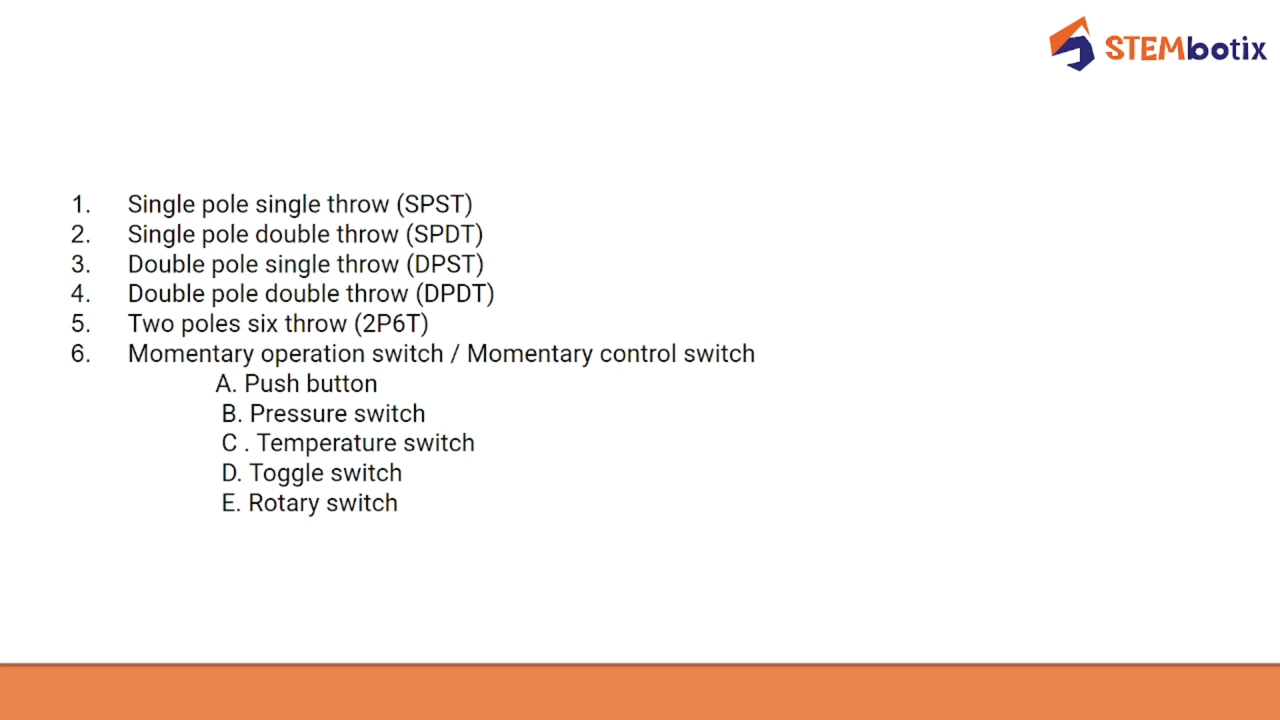 STEMbotix
1. Single pole single throw (SPST)
2. Single pole double throw (SPDT)
3. Double pole single throw (DPST)
4. Double pole double throw (DPDT)
5. Two poles six throw (2P6T)
6. Momentary operation switch / Momentary control switch
A. Push button
B. Pressure switch
C . Temperature switch
D. Toggle switch
E. Rotary switch